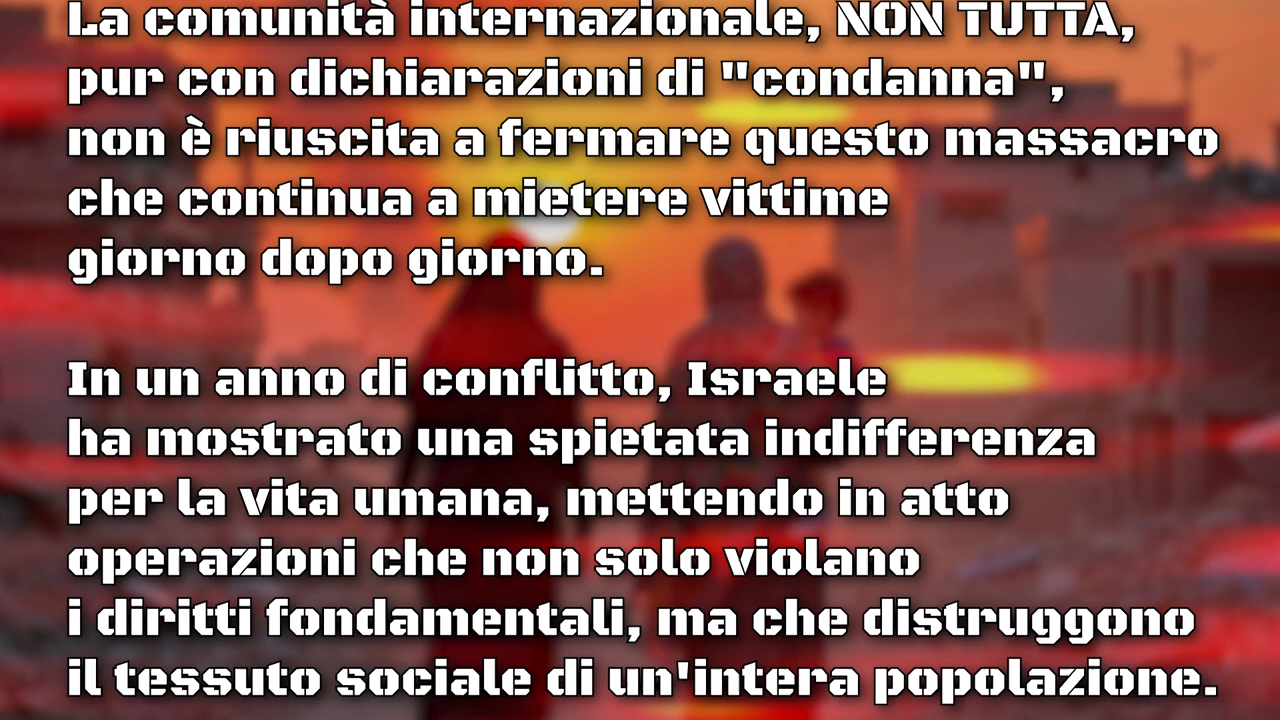 La comunità internazionale, NON TUTTA,
pur con dichiarazioni di "condanna",
non è riuscita a fermare questo massacro
che continua a mietere vittime
giorno dopo giorno.
In un anno di conflitto, Israele
ha mostrato una spietata indifferenza
per la vita umana, mettendo in atto
operazioni che non solo violano
i diritti fondamentali, ma che distruggono
il tessuto sociale di un'intera popolazione.